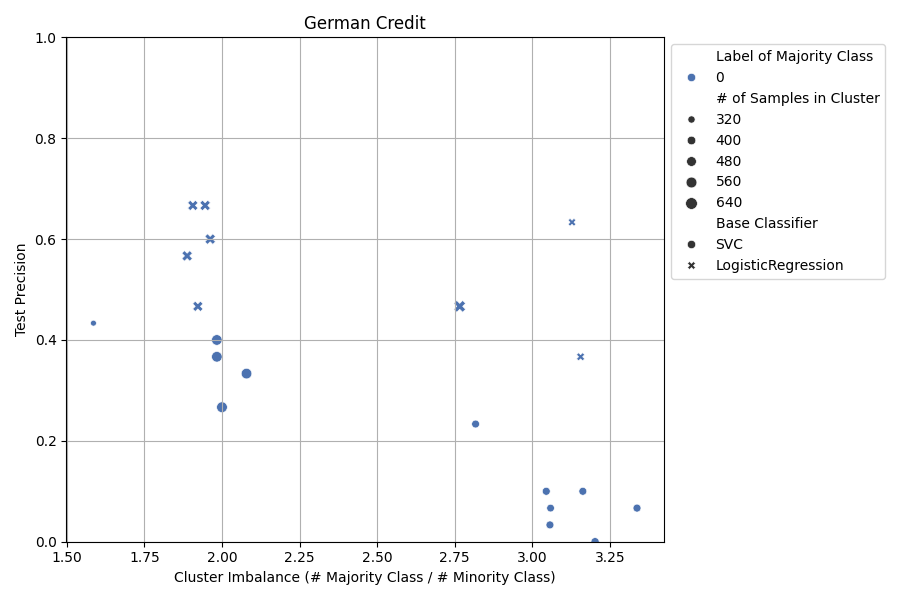 German Credit
1.0
0.8
0.6
0.4
0.2
0.0
Test Precision
1.50 1.75 2.00 2.25 2.50 2.75 3.00 3.25
Cluster Imbalance (# Majority Class / # Minority Class)
Label of Majority Class
0
# of Samples in Cluster
320
400
480
560
640
Base Classifier
SVC
LogisticRegression